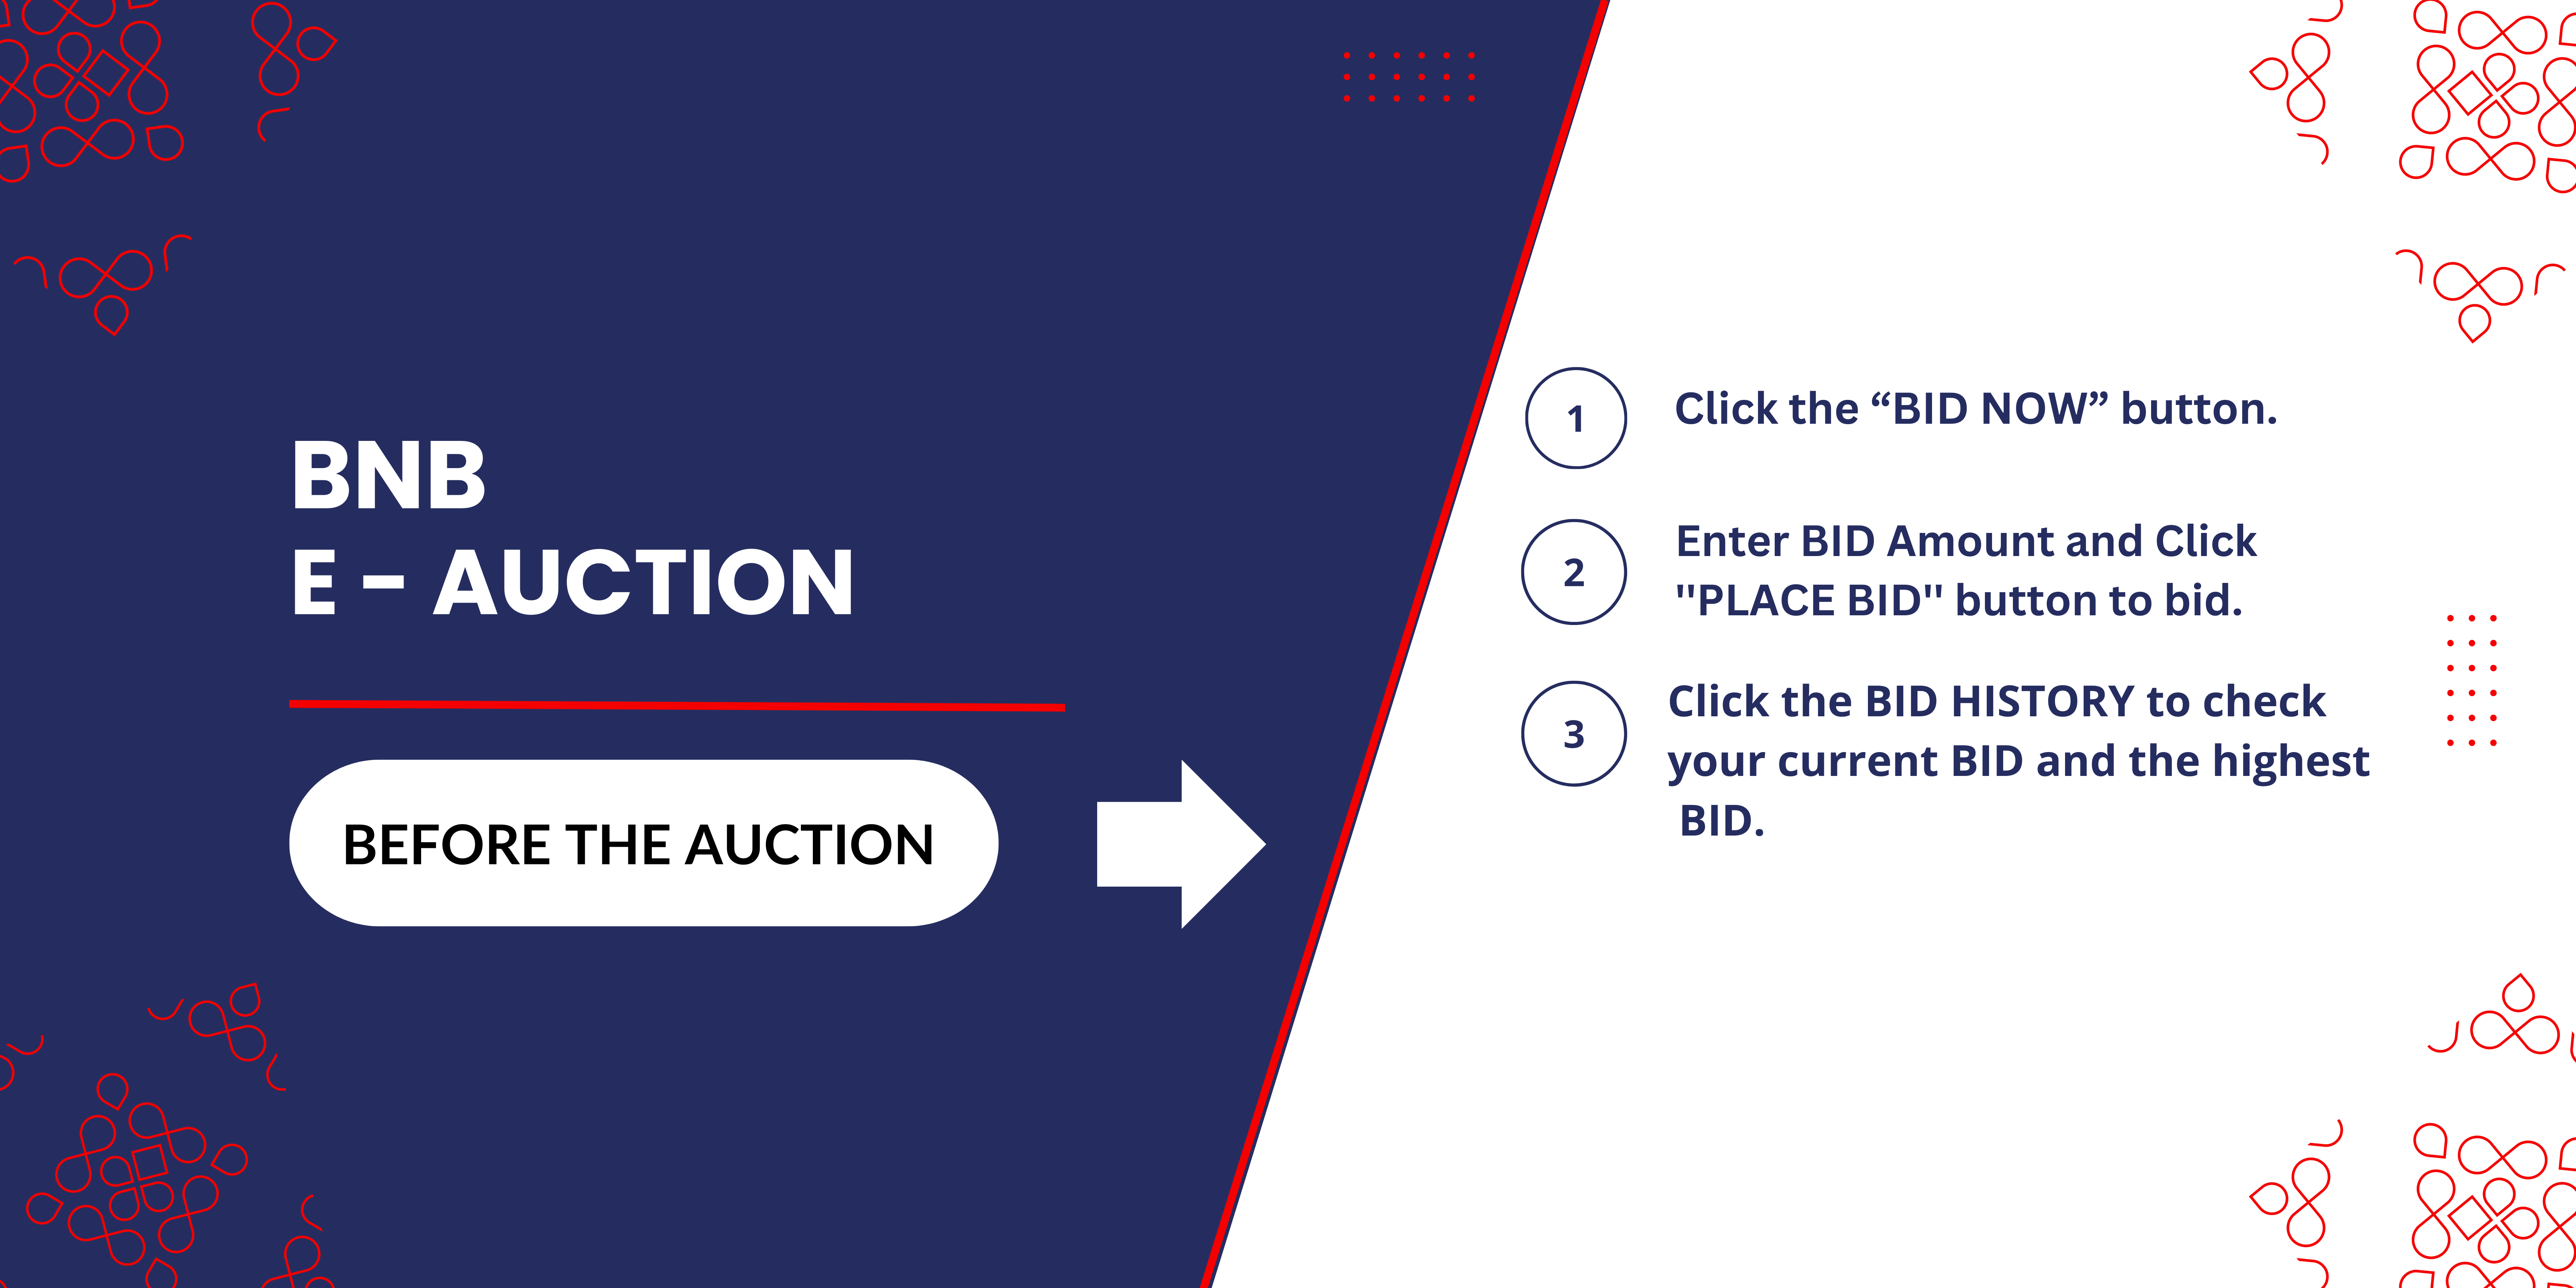 BNB
E - AUCTION
BEFORE THE AUCTION
1
Click the “BID NOW” button.
2
Enter BID Amount and Click
"PLACE BID" button to bid.
3
Click the BID HISTORY to check
your current BID and the highest
BID.